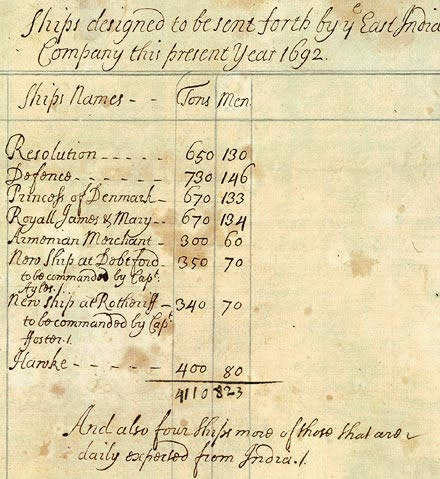 Ships designed to be sent forth by yͤ East India
Company this present Year 1692.
Ships Names - - Tons Men
Resolution - - - - - 650 130
Defence - - - - - 730 146
Princess of Denmark - 670 133
Royall James & Mary - - 670 134
Armenian Merchant - 300 60
New Ship at Debtford - 350 70
to be commanded by Capᵗ:
Ayles. /.
New Ship at Rotheriff - 340 70
to be commanded by Capᵗ:
Foster. /.
Hawke - - - - - 400 80
4110 823
And also four Ships more of those that are
daily expected from India. /.